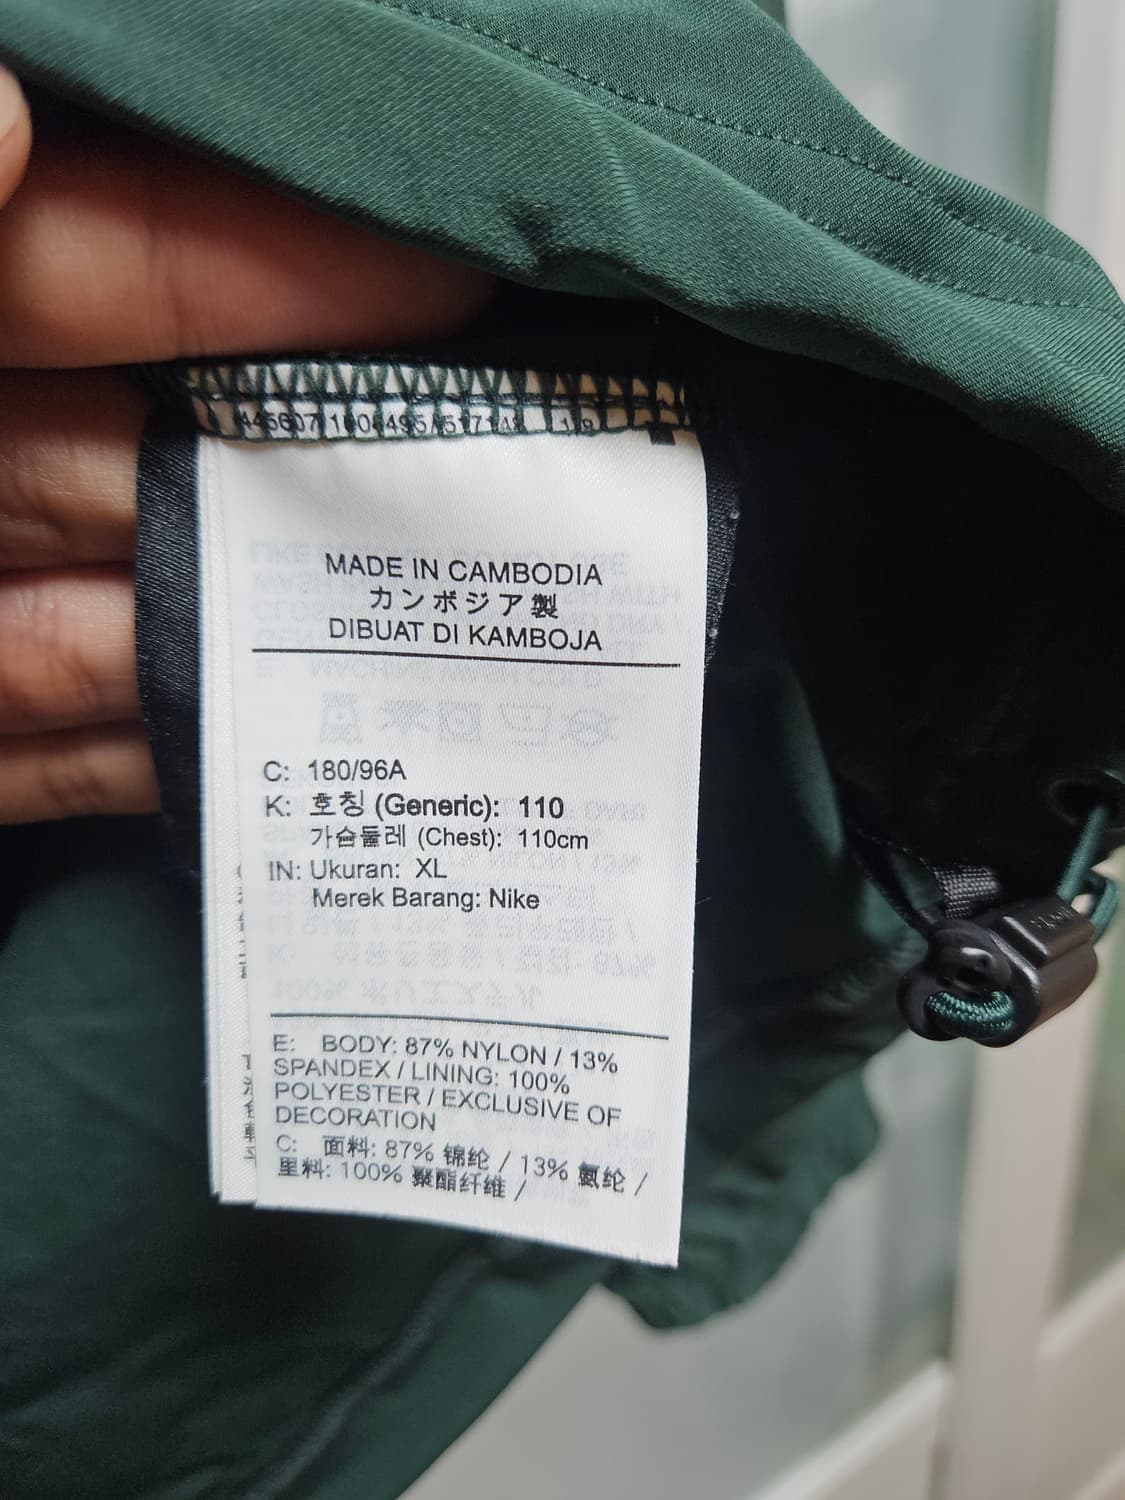 MADE IN CAMBODIA
カンボジア製
DIBUAT DI KAMBOJA
C: 180/96A
K: 호칭 (Generic): 110
가슴둘레 (Chest): 110cm
IN: Ukuran: XL
Merek Barang: Nike
E: BODY: 87% NYLON / 13%
SPANDEX / LINING: 100%
POLYESTER / EXCLUSIVE OF
DECORATION
C: 面料: 87% 锦纶 / 13% 氨纶 /
里料: 100% 聚酯纤维 /